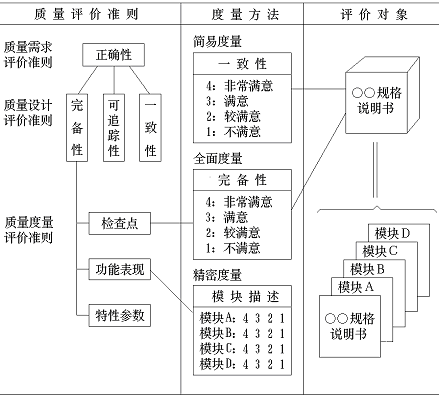 质量评价准则
度量方法
评价对象
质量需求
评价准则
正确性
质量设计
评价准则
完备性
可追踪性
一致性
质量度量
评价准则
检查点
功能表现
特性参数
简易度量
一致性
4：非常满意
3：满意
2：较满意
1：不满意
全面度量
完备性
4：非常满意
3：满意
2：较满意
1：不满意
精密度量
模块描述
模块A：4 3 2 1
模块B：4 3 2 1
模块C：4 3 2 1
模块D：4 3 2 1
○○规格
说明书
模块D
模块C
模块B
模块A
○○规格
说明书